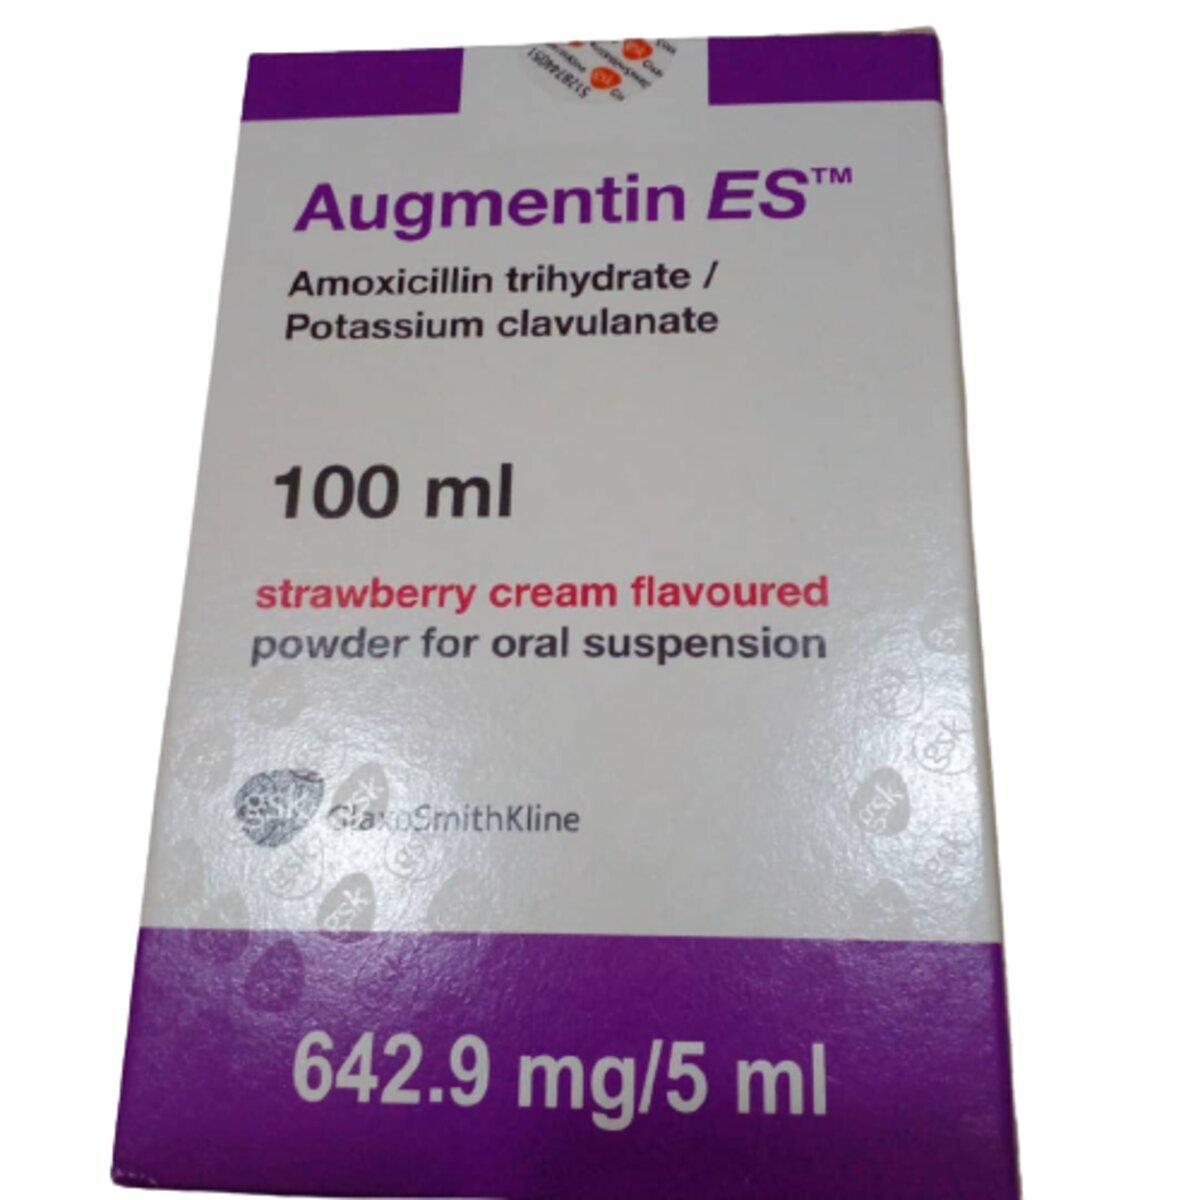 Augmentin ES™
Amoxicillin trihydrate /
Potassium clavulanate
100 ml
strawberry cream flavoured
powder for oral suspension
gsk GlaxoSmithKline
642.9 mg/5 ml